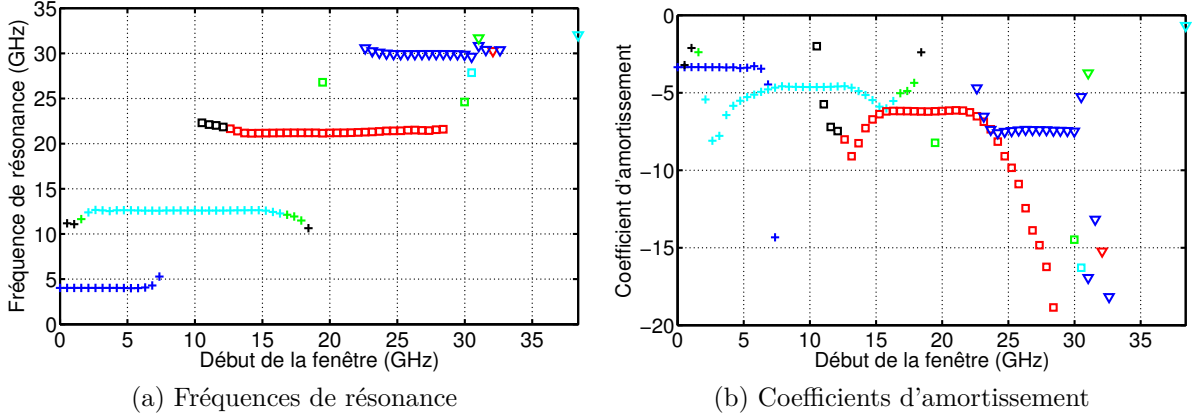 Fréquences de résonance (GHz)
35
30
25
20
15
10
5
0
0 5 10 15 20 25 30 35
Début de la fenêtre (GHz)
(a) Fréquences de résonance
Coefficient d'amortissement
0
−5
−10
−15
−20
0 5 10 15 20 25 30 35
Début de la fenêtre (GHz)
(b) Coefficients d'amortissement